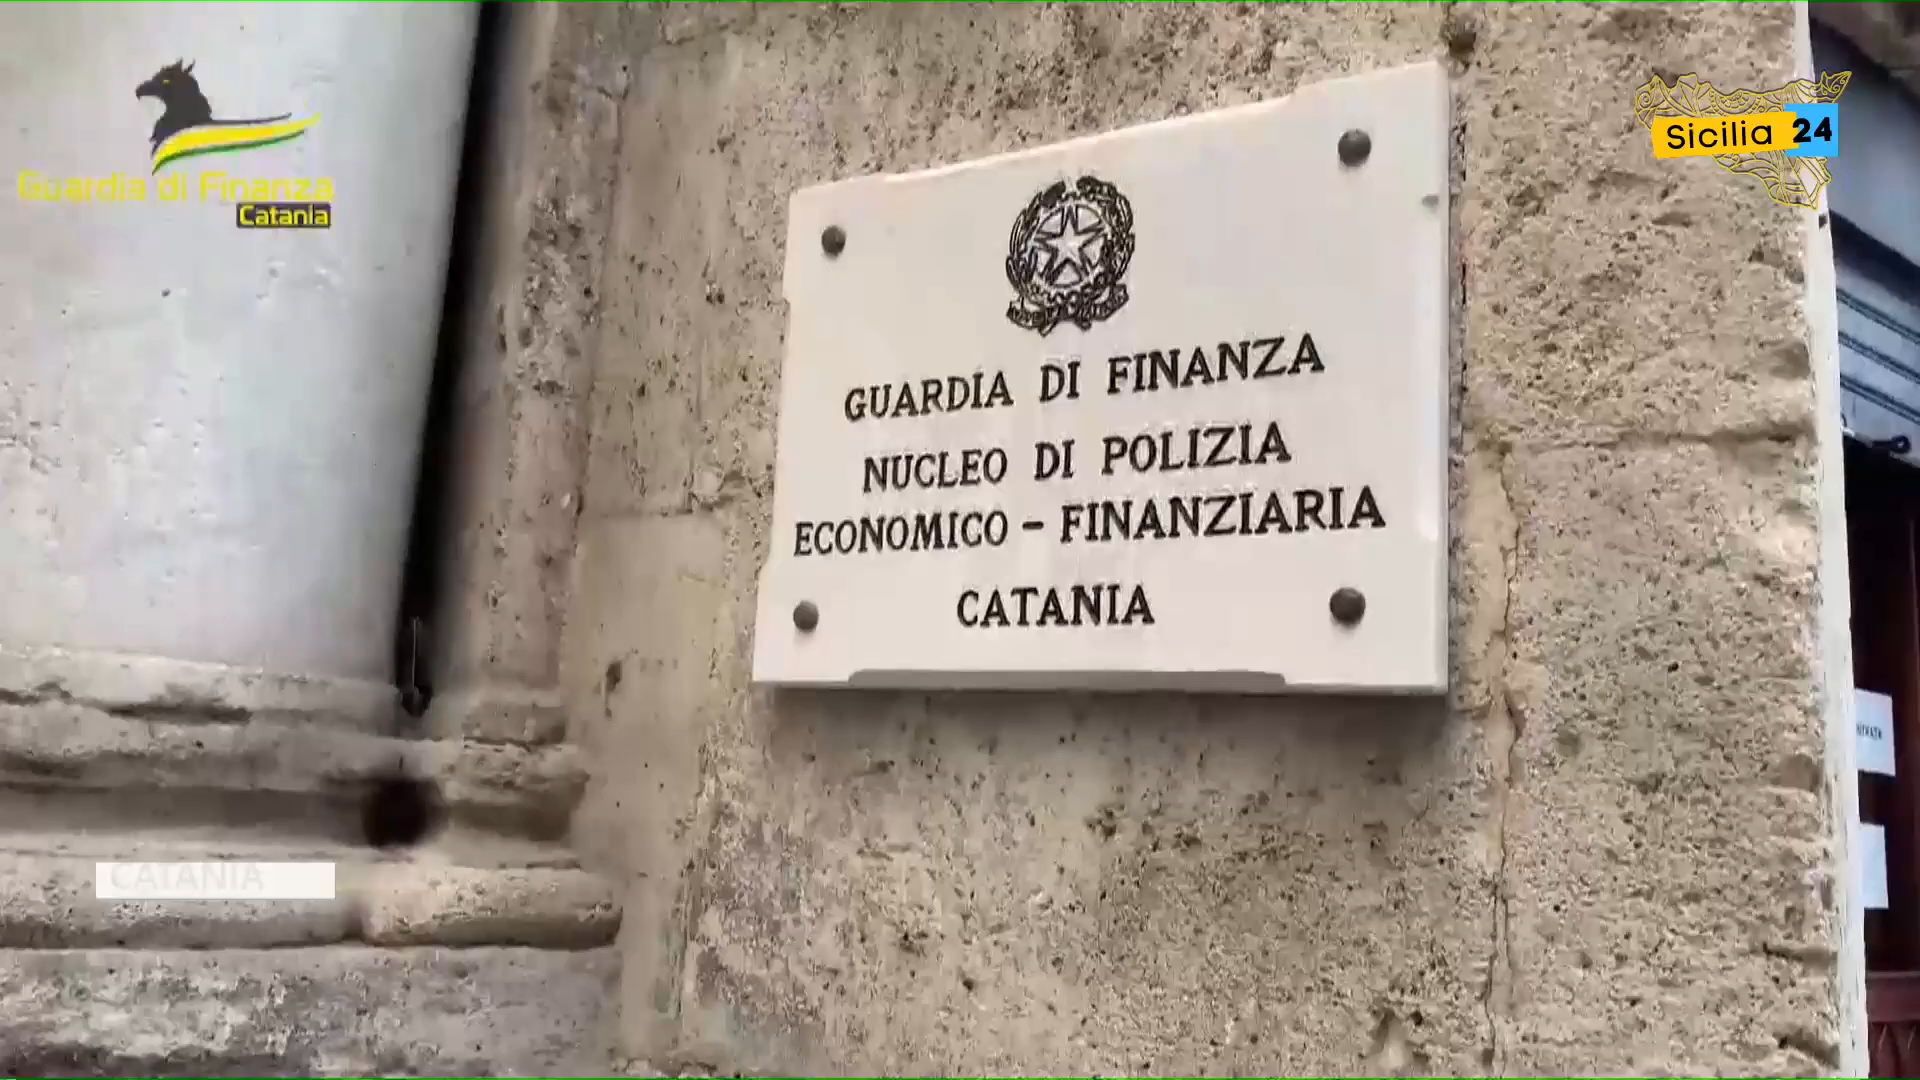 Guardia di Finanza
Catania
Sicilia 24
GUARDIA DI FINANZA
NUCLEO DI POLIZIA
ECONOMICO - FINANZIARIA
CATANIA
CATANIA